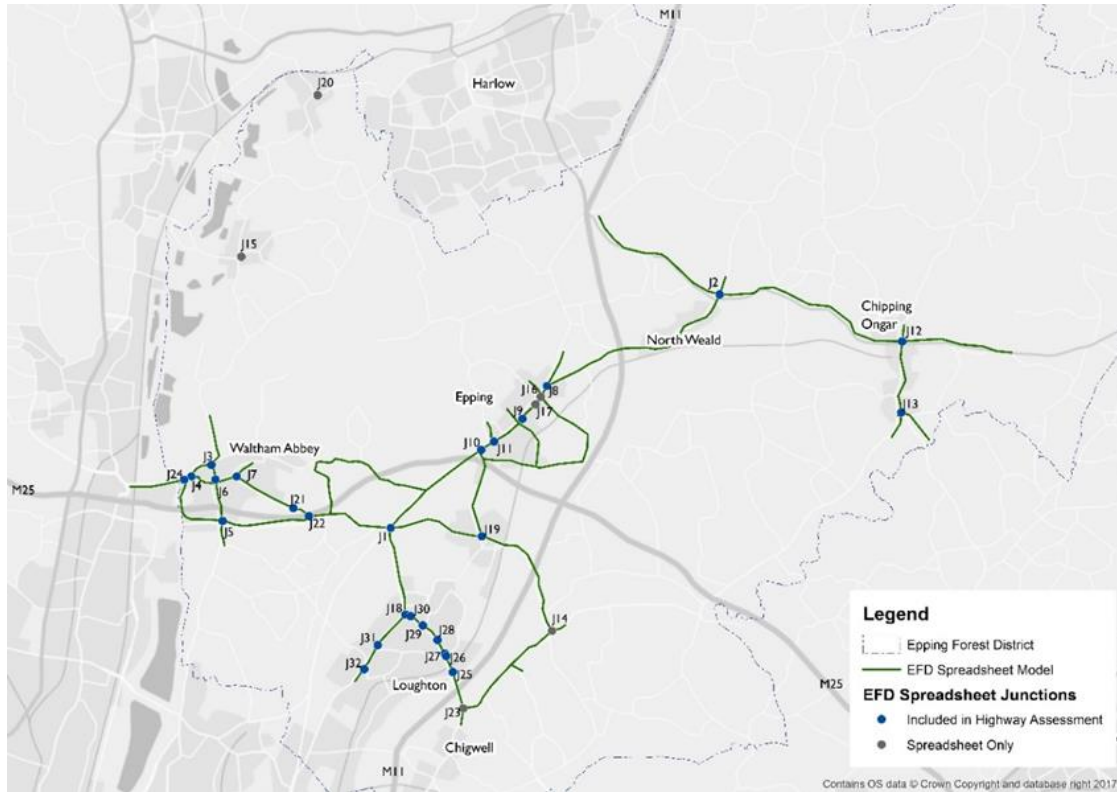 M11
J20
Harlow
J15
J2
Chipping
Ongar
J12
North Weald
J16
J8
J17
Epping
J9
J13
J10
J11
Waltham Abbey
J3
J24
J4
J7
J6
M25
J21
J22
J5
J1
J19
J18
J30
J29
J14
J28
J31
J27
J26
J32
J25
Loughton
J23
Chigwell
M25
M11
Legend
Epping Forest District
EFD Spreadsheet Model
EFD Spreadsheet Junctions
Included in Highway Assessment
Spreadsheet Only
Contains OS data © Crown Copyright and database right 2017